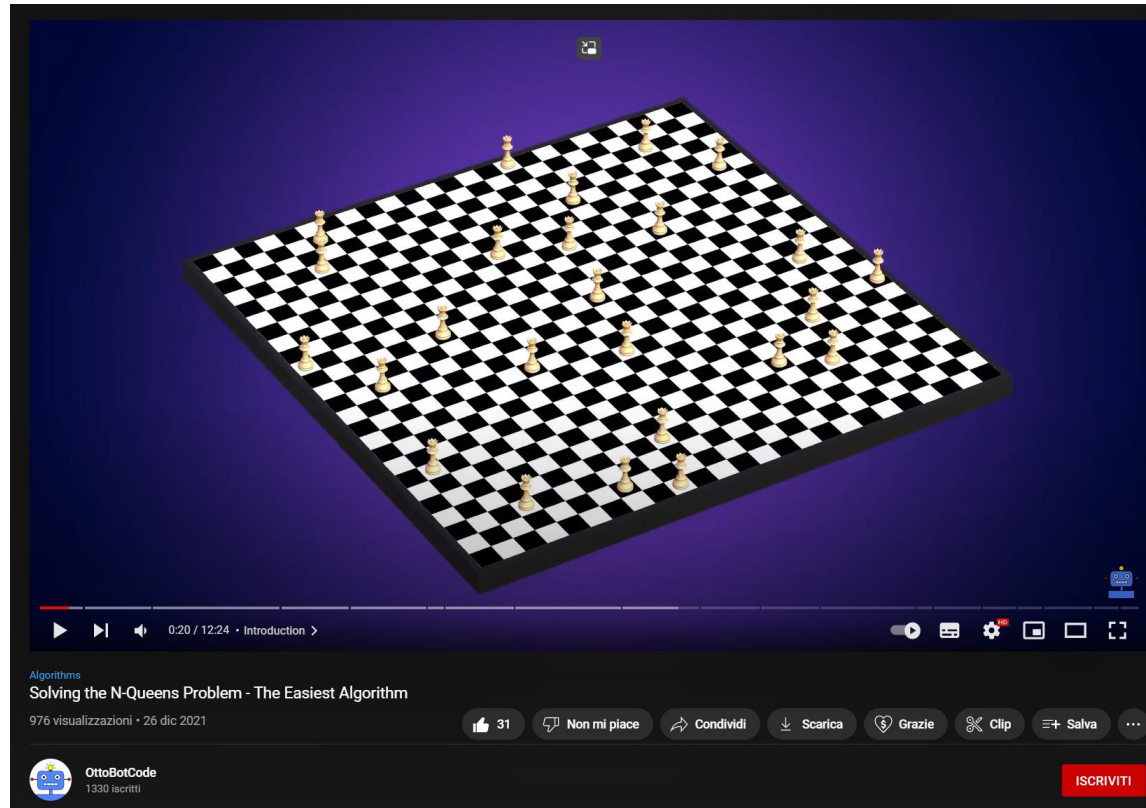 0:20 / 12:24 • Introduction
HD
Algorithms
Solving the N-Queens Problem - The Easiest Algorithm
976 visualizzazioni • 26 dic 2021
31 Non mi piace Condividi Scarica Grazie Clip Salva
OttoBotCode
1330 iscritti
ISCRIVITI